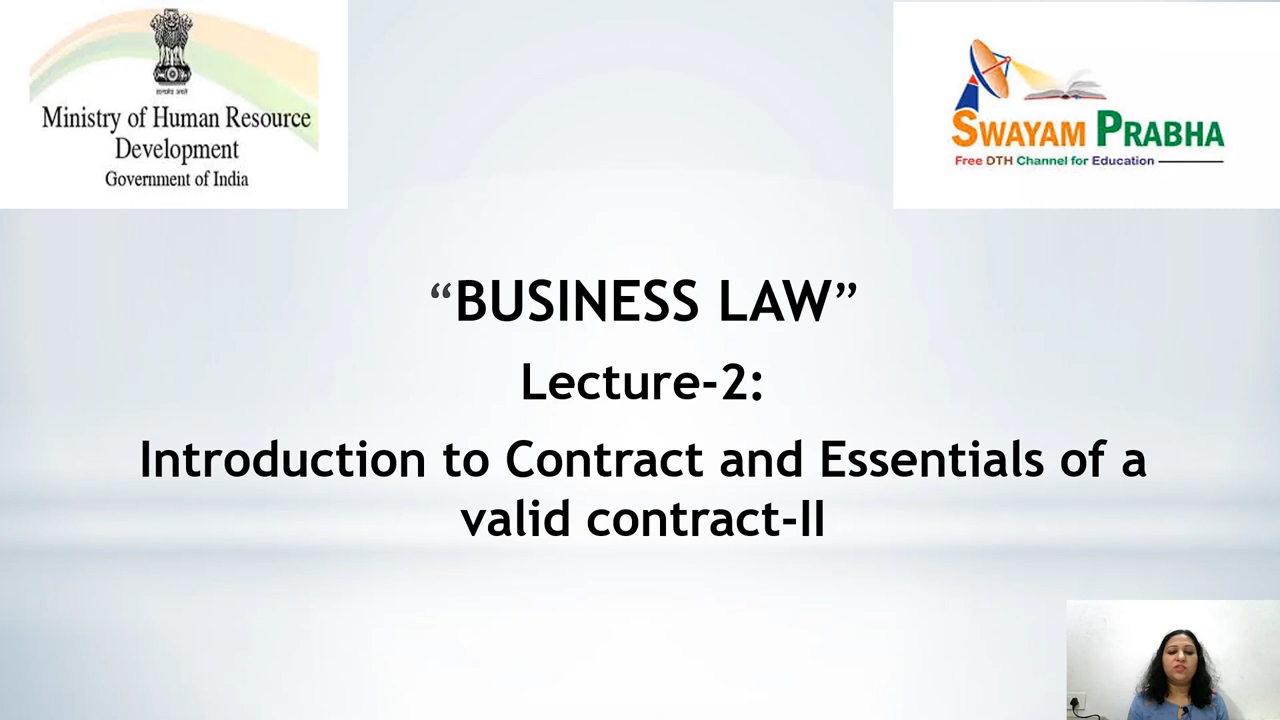 Ministry of Human Resource
Development
Government of India
SWAYAM PRABHA
Free DTH Channel for Education
“BUSINESS LAW”
Lecture-2:
Introduction to Contract and Essentials of a
valid contract-II